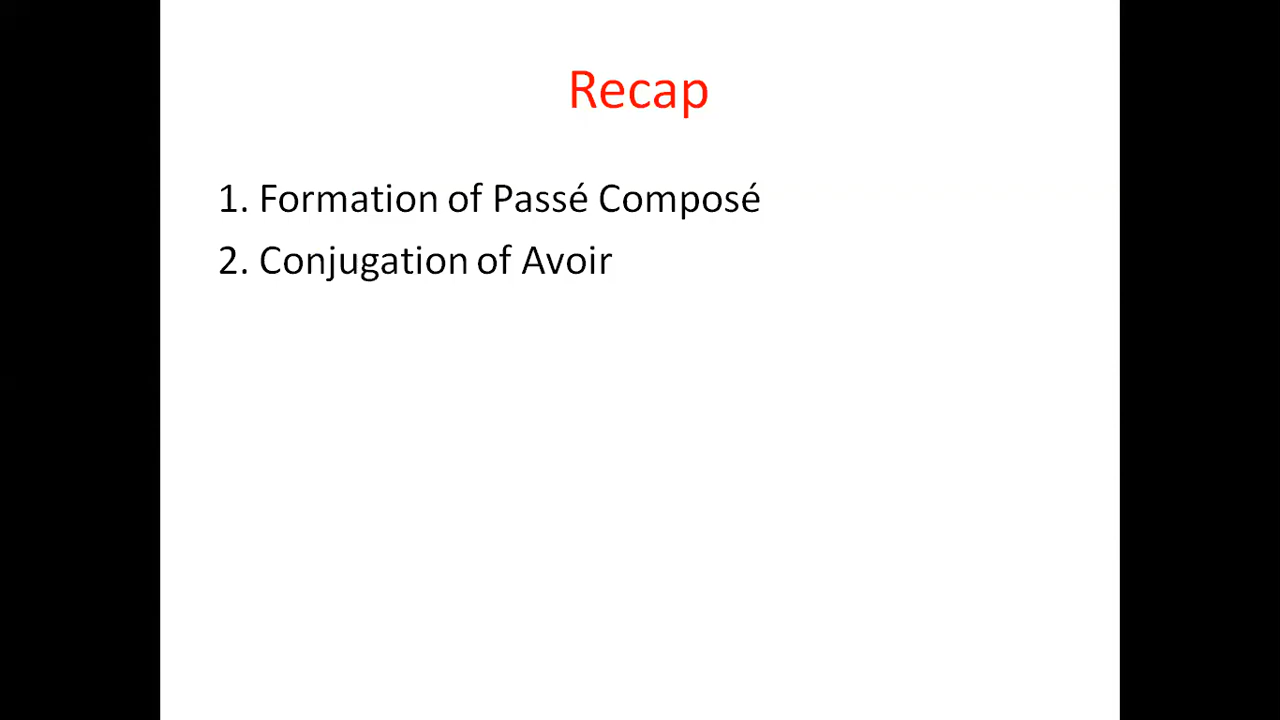 Recap
1. Formation of Passé Composé
2. Conjugation of Avoir